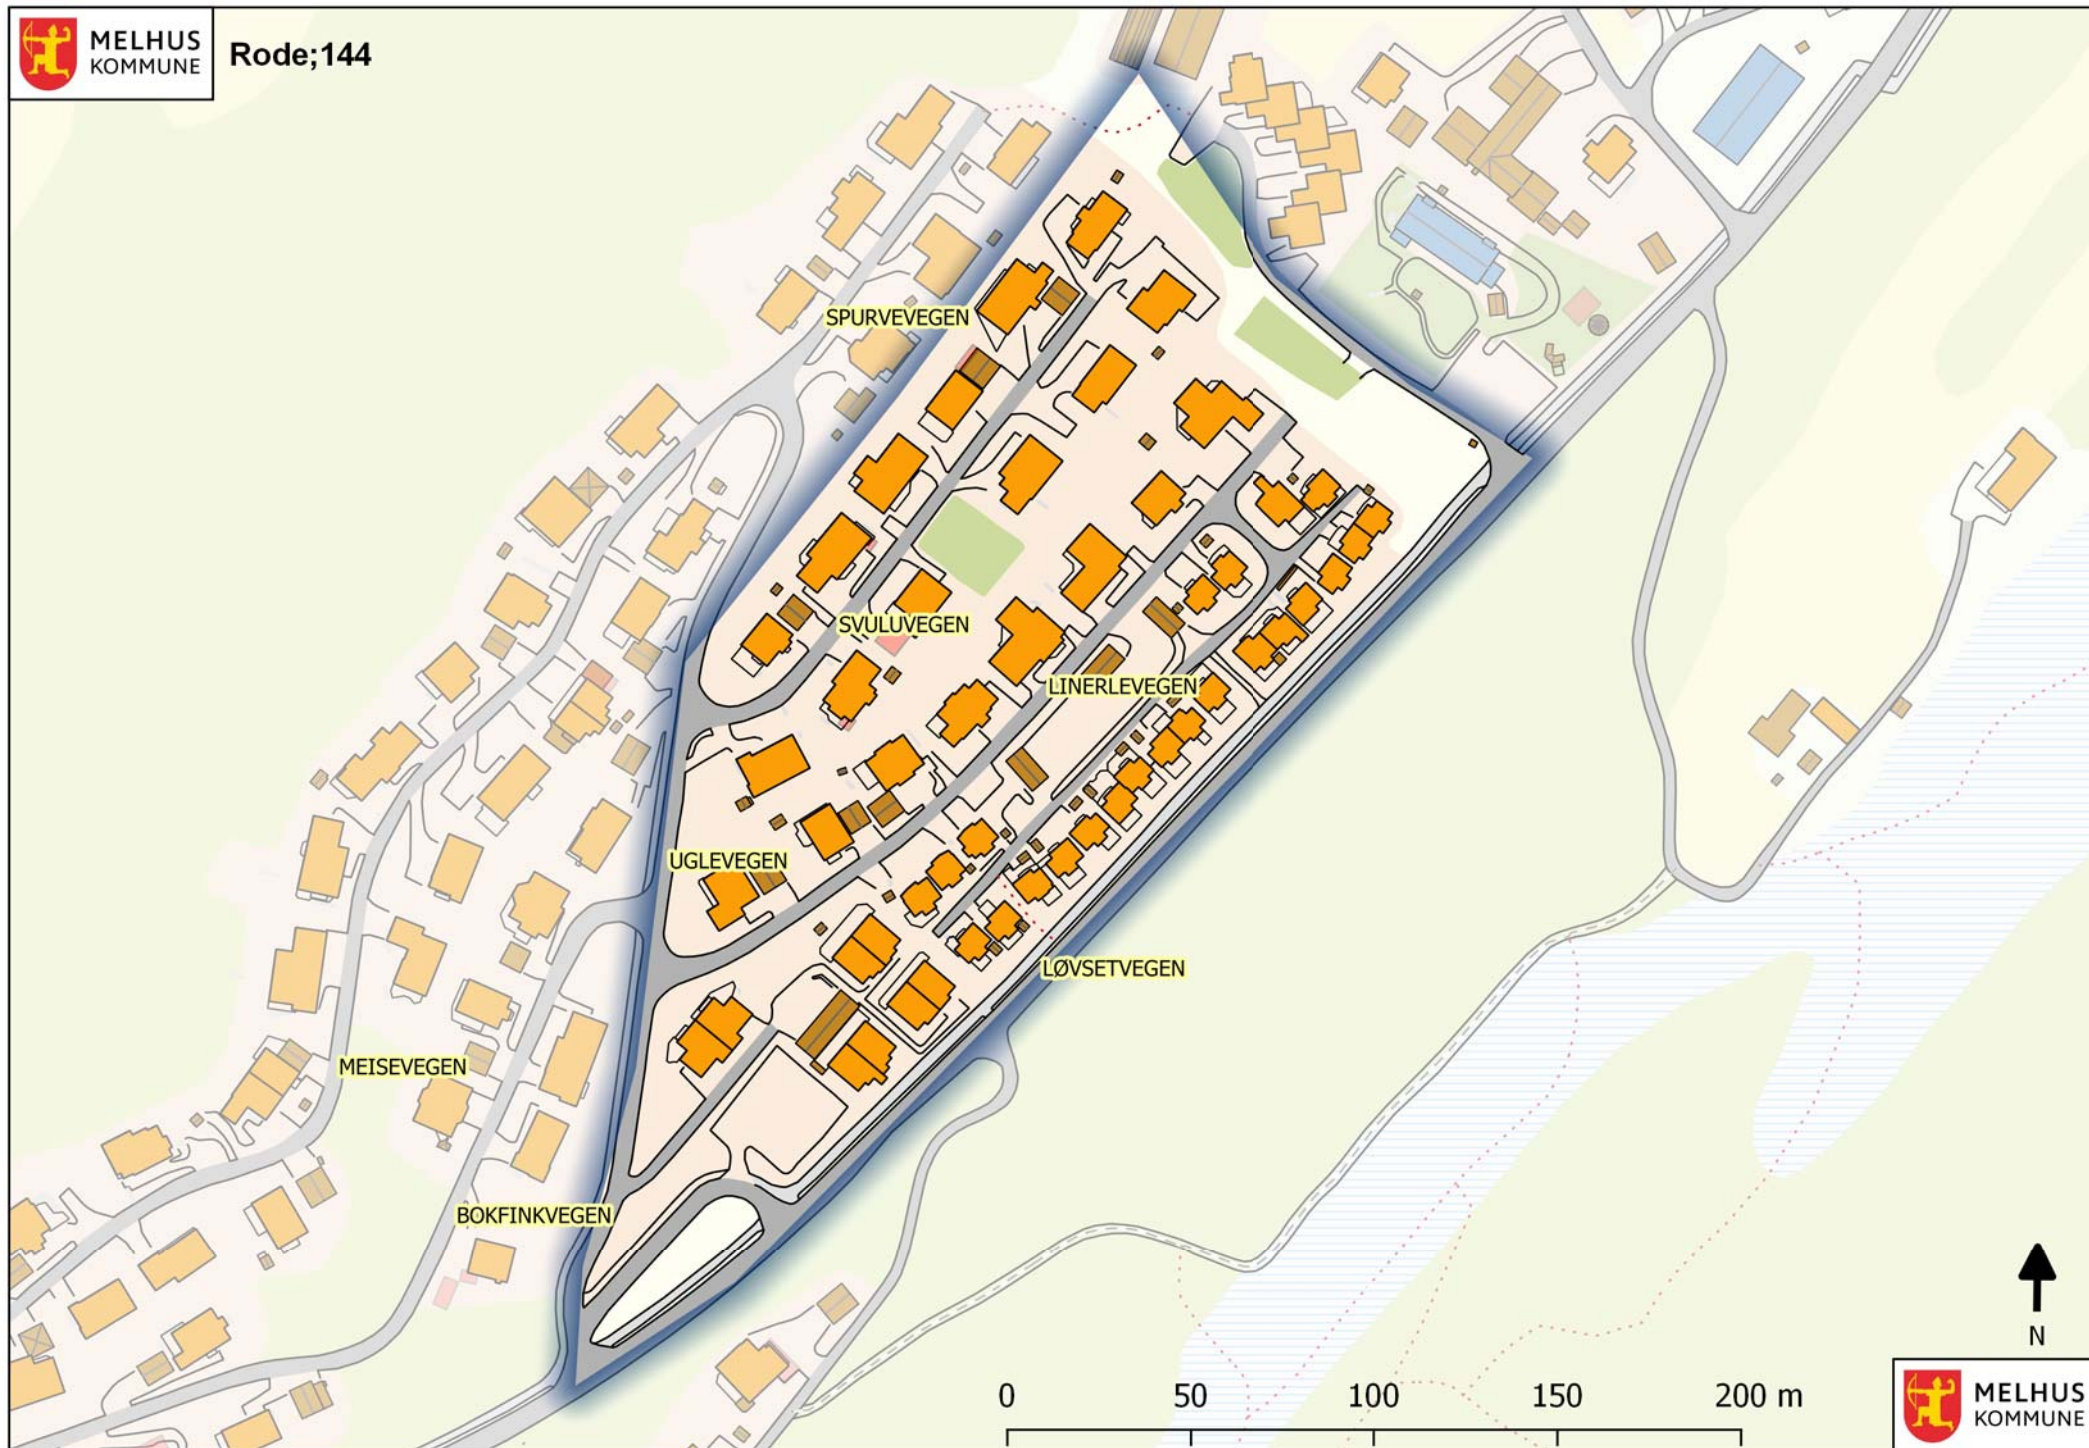 MELHUS
KOMMUNE
Rode;144
SPURVEVEGEN
SVULUVEGEN
LINERLEVEGEN
UGLEVEGEN
LØVSETVEGEN
MEISEVEGEN
BOKFINKVEGEN
N
0 50 100 150 200 m
MELHUS
KOMMUNE